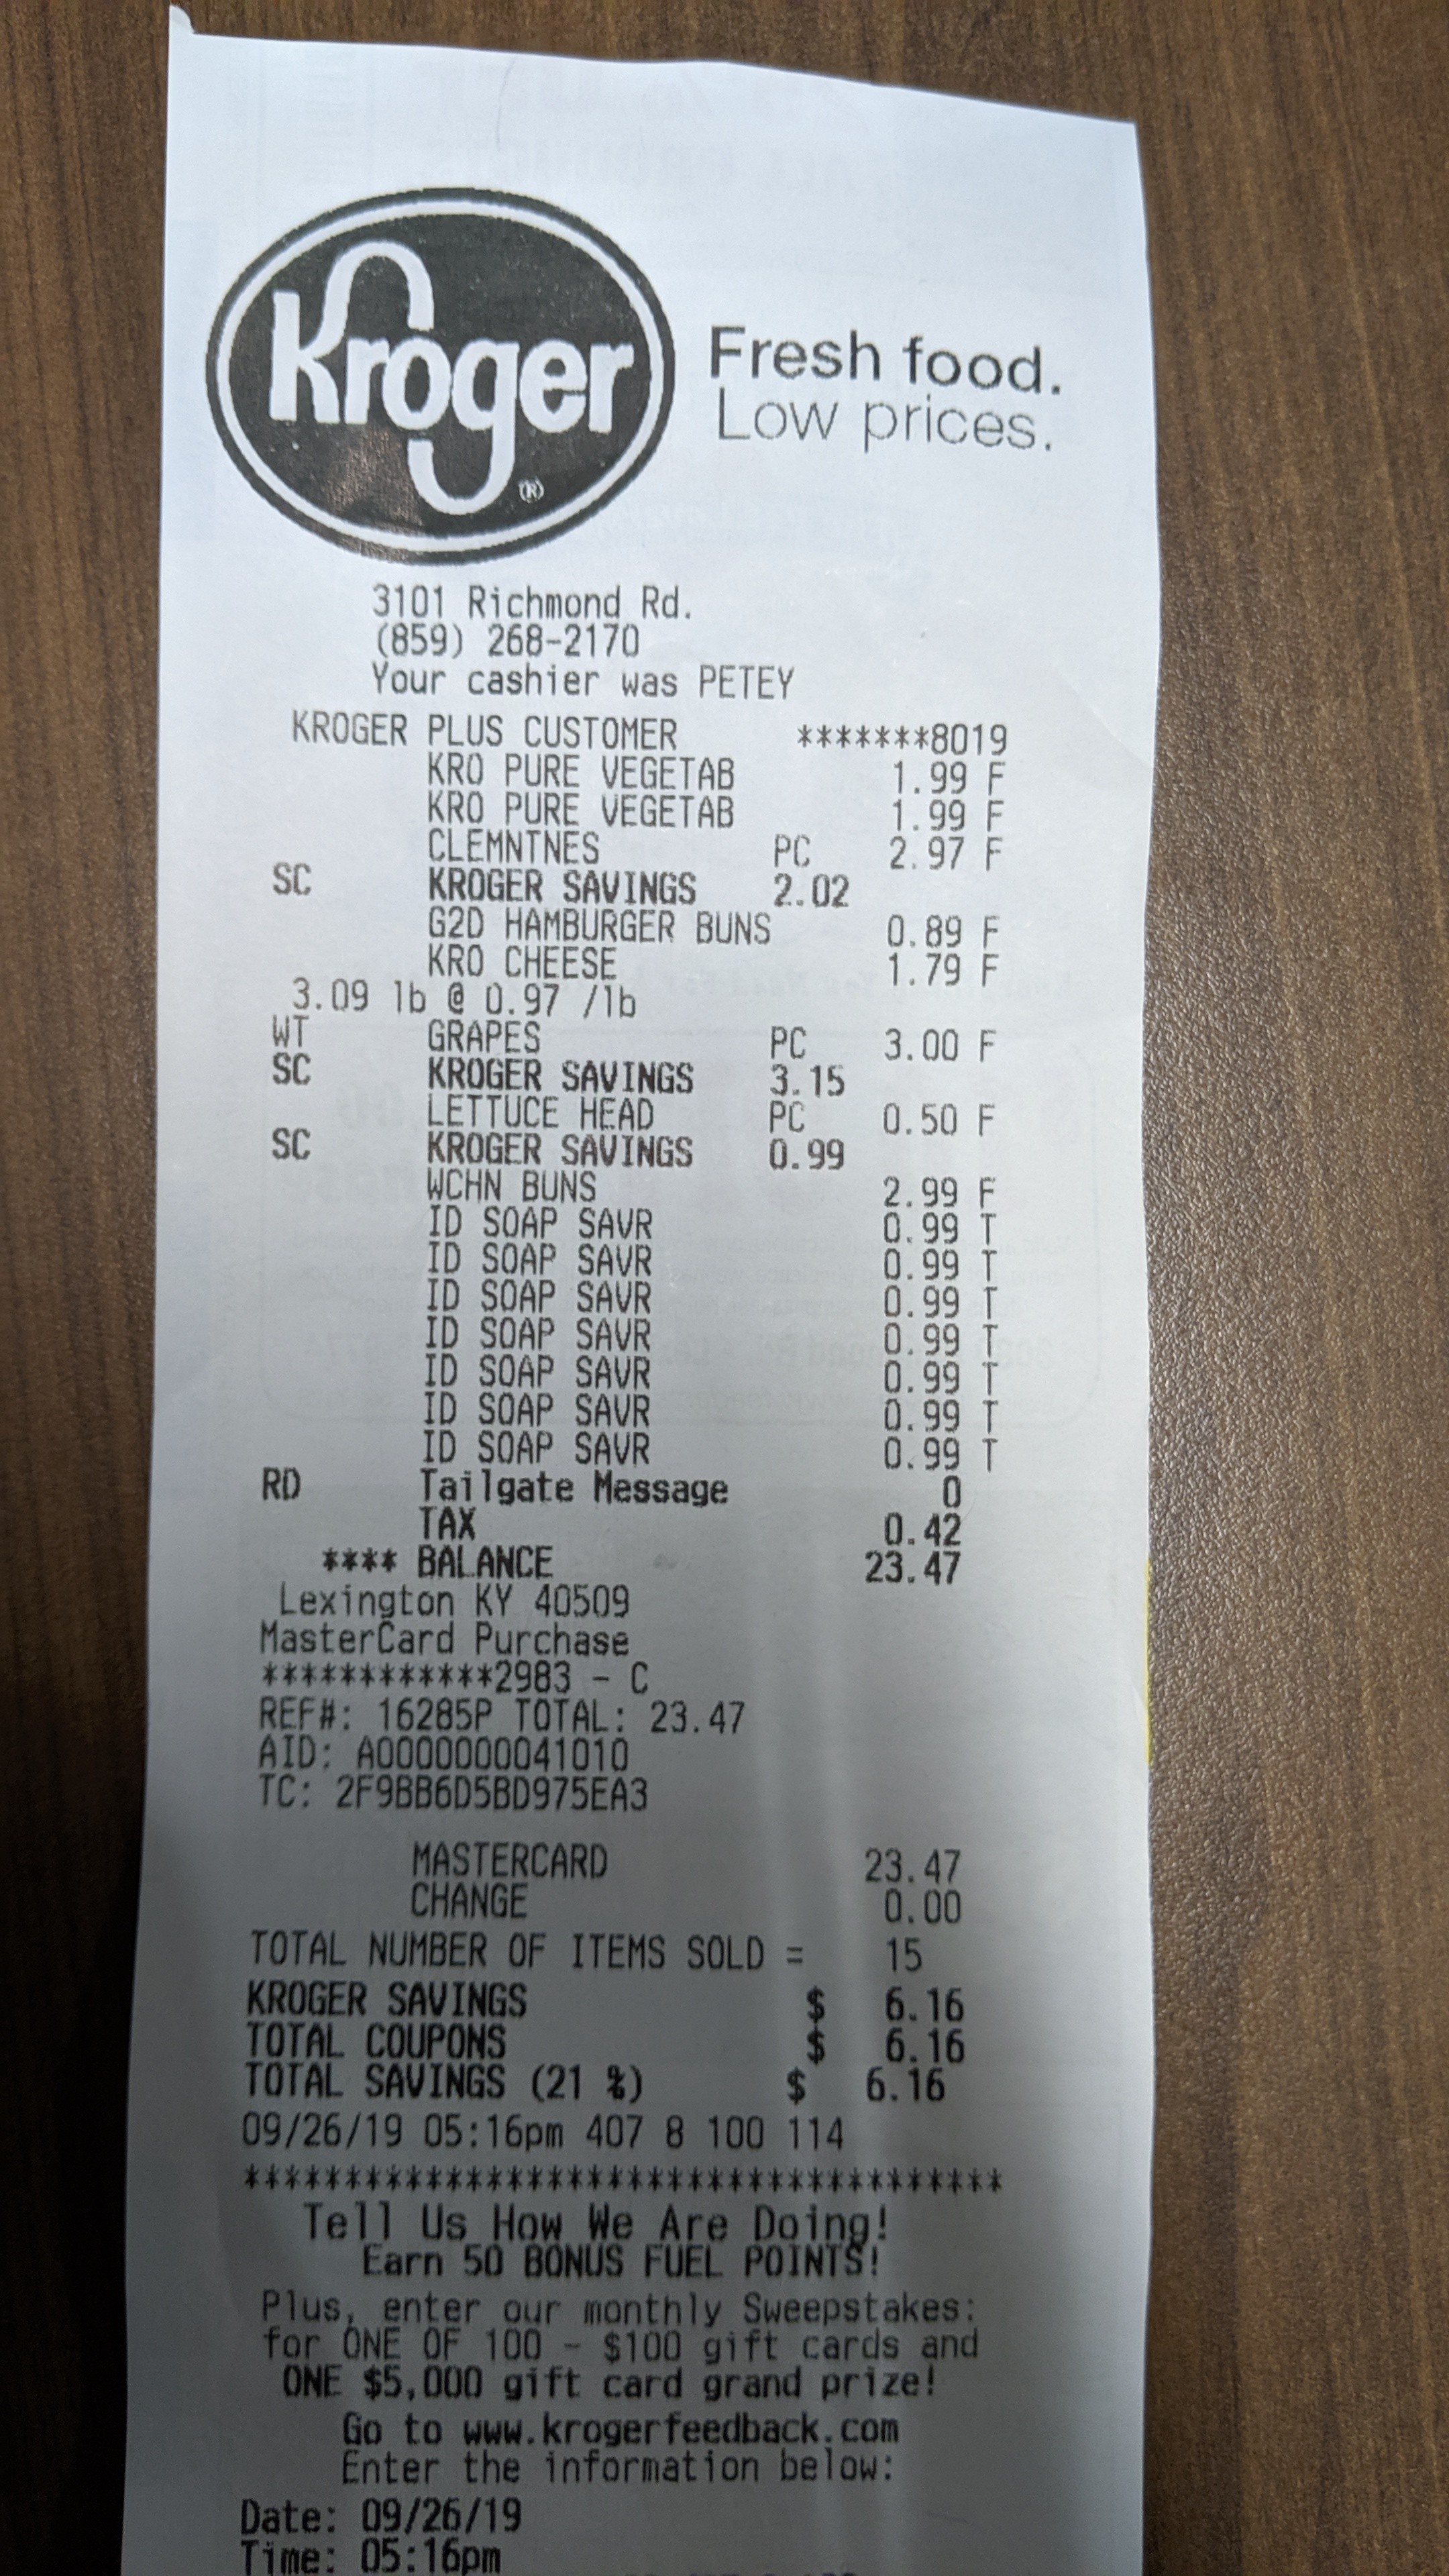 Kroger
®
Fresh food.
Low prices.
3101 Richmond Rd.
(859) 268-2170
Your cashier was PETEY
KROGER PLUS CUSTOMER *******8019
KRO PURE VEGETAB 1.99 F
KRO PURE VEGETAB 1.99 F
CLEMNTNES PC 2.97 F
SC KROGER SAVINGS 2.02
G2D HAMBURGER BUNS 0.89 F
KRO CHEESE 1.79 F
3.09 lb @ 0.97 /lb
WT GRAPES PC 3.00 F
SC KROGER SAVINGS 3.15
LETTUCE HEAD PC 0.50 F
SC KROGER SAVINGS 0.99
WCHN BUNS 2.99 F
ID SOAP SAVR 0.99 T
ID SOAP SAVR 0.99 T
ID SOAP SAVR 0.99 T
ID SOAP SAVR 0.99 T
ID SOAP SAVR 0.99 T
ID SOAP SAVR 0.99 T
ID SOAP SAVR 0.99 T
RD Tailgate Message 0
TAX 0.42
**** BALANCE 23.47
Lexington KY 40509
MasterCard Purchase
************2983 - C
REF#: 16285P TOTAL: 23.47
AID: A0000000041010
TC: 2F9BB6D5BD975EA3
MASTERCARD 23.47
CHANGE 0.00
TOTAL NUMBER OF ITEMS SOLD = 15
KROGER SAVINGS $ 6.16
TOTAL COUPONS $ 6.16
TOTAL SAVINGS (21 %) $ 6.16
09/26/19 05:16pm 407 8 100 114
***************************************
Tell Us How We Are Doing!
Earn 50 BONUS FUEL POINTS!
Plus, enter our monthly Sweepstakes:
for ONE OF 100 - $100 gift cards and
ONE $5,000 gift card grand prize!
Go to www.krogerfeedback.com
Enter the information below:
Date: 09/26/19
Time: 05:16pm